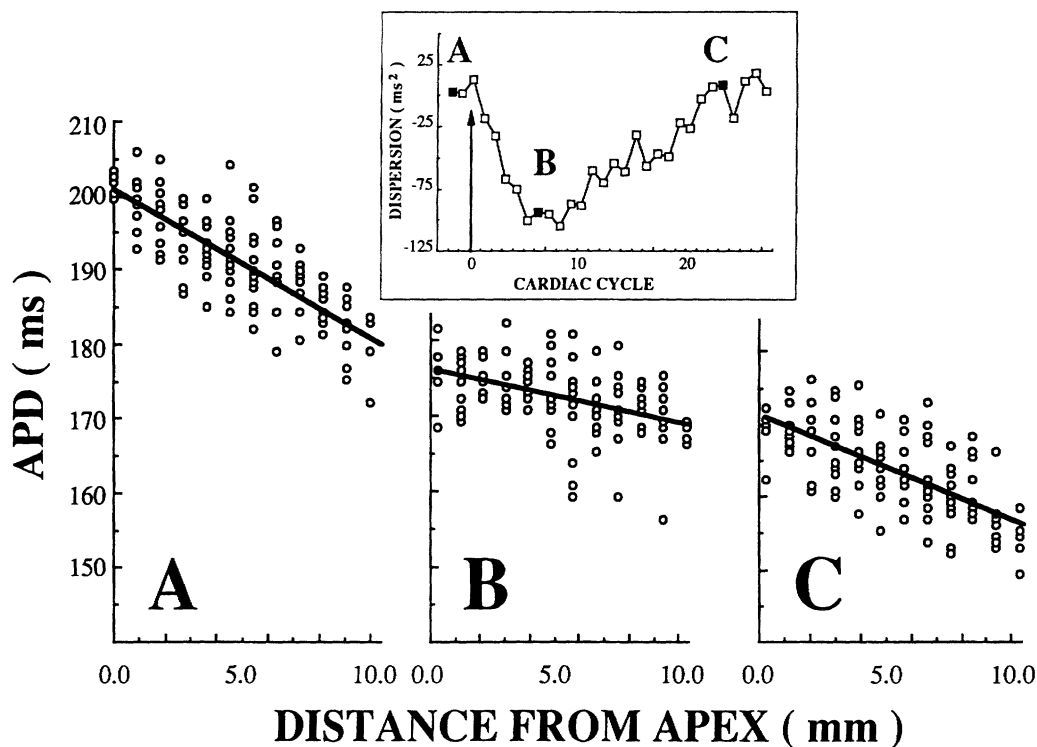 A
B
C
25
-25
-75
-125
DISPERSION ( ms²)
0
10
20
CARDIAC CYCLE
210
200
190
180
170
160
150
APD ( ms)
A
B
C
0.0
5.0
10.0
0.0
5.0
10.0
0.0
5.0
10.0
DISTANCE FROM APEX ( mm )